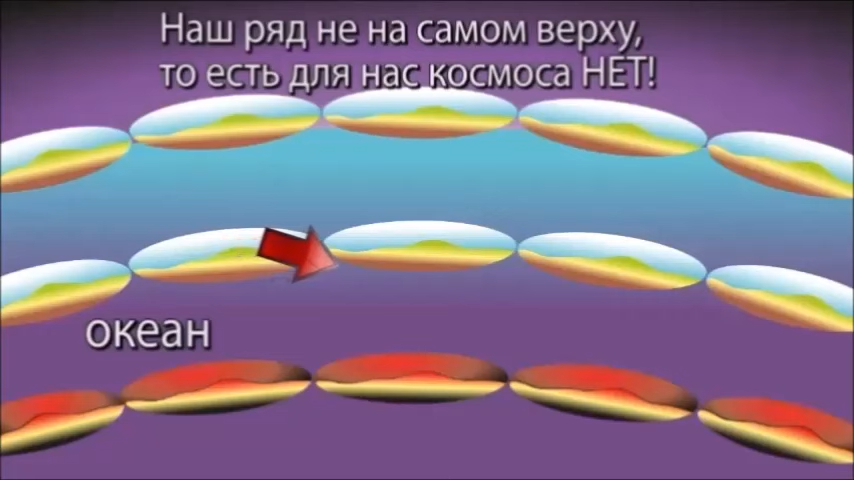 Наш ряд не на самом верху,
то есть для нас космоса НЕТ!
океан